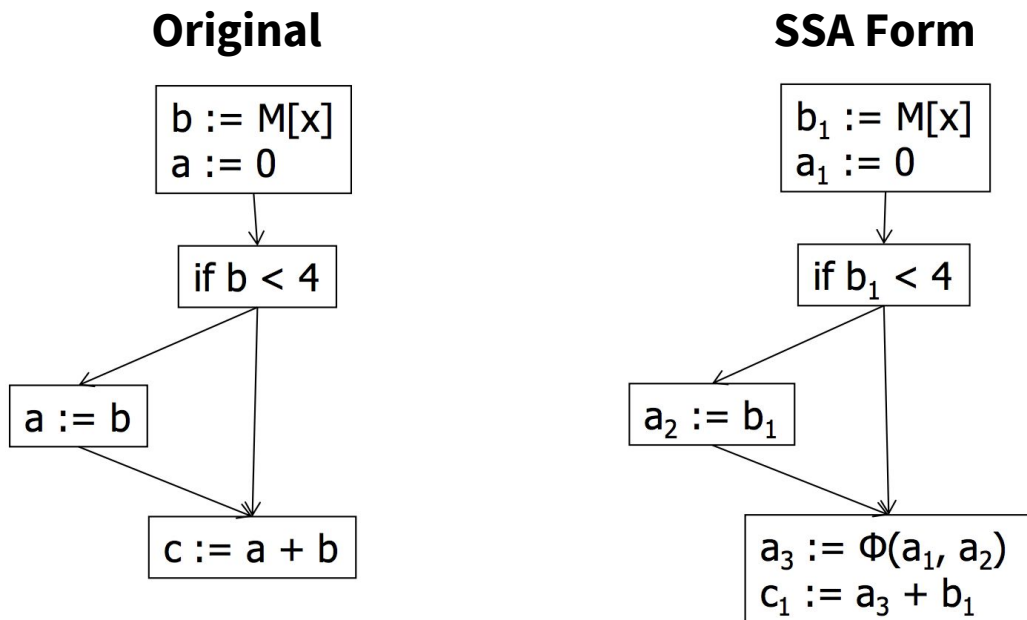 Original
b := M[x]
a := 0
if b < 4
a := b
c := a + b
SSA Form
b₁ := M[x]
a₁ := 0
if b₁ < 4
a₂ := b₁
a₃ := Φ(a₁, a₂)
c₁ := a₃ + b₁